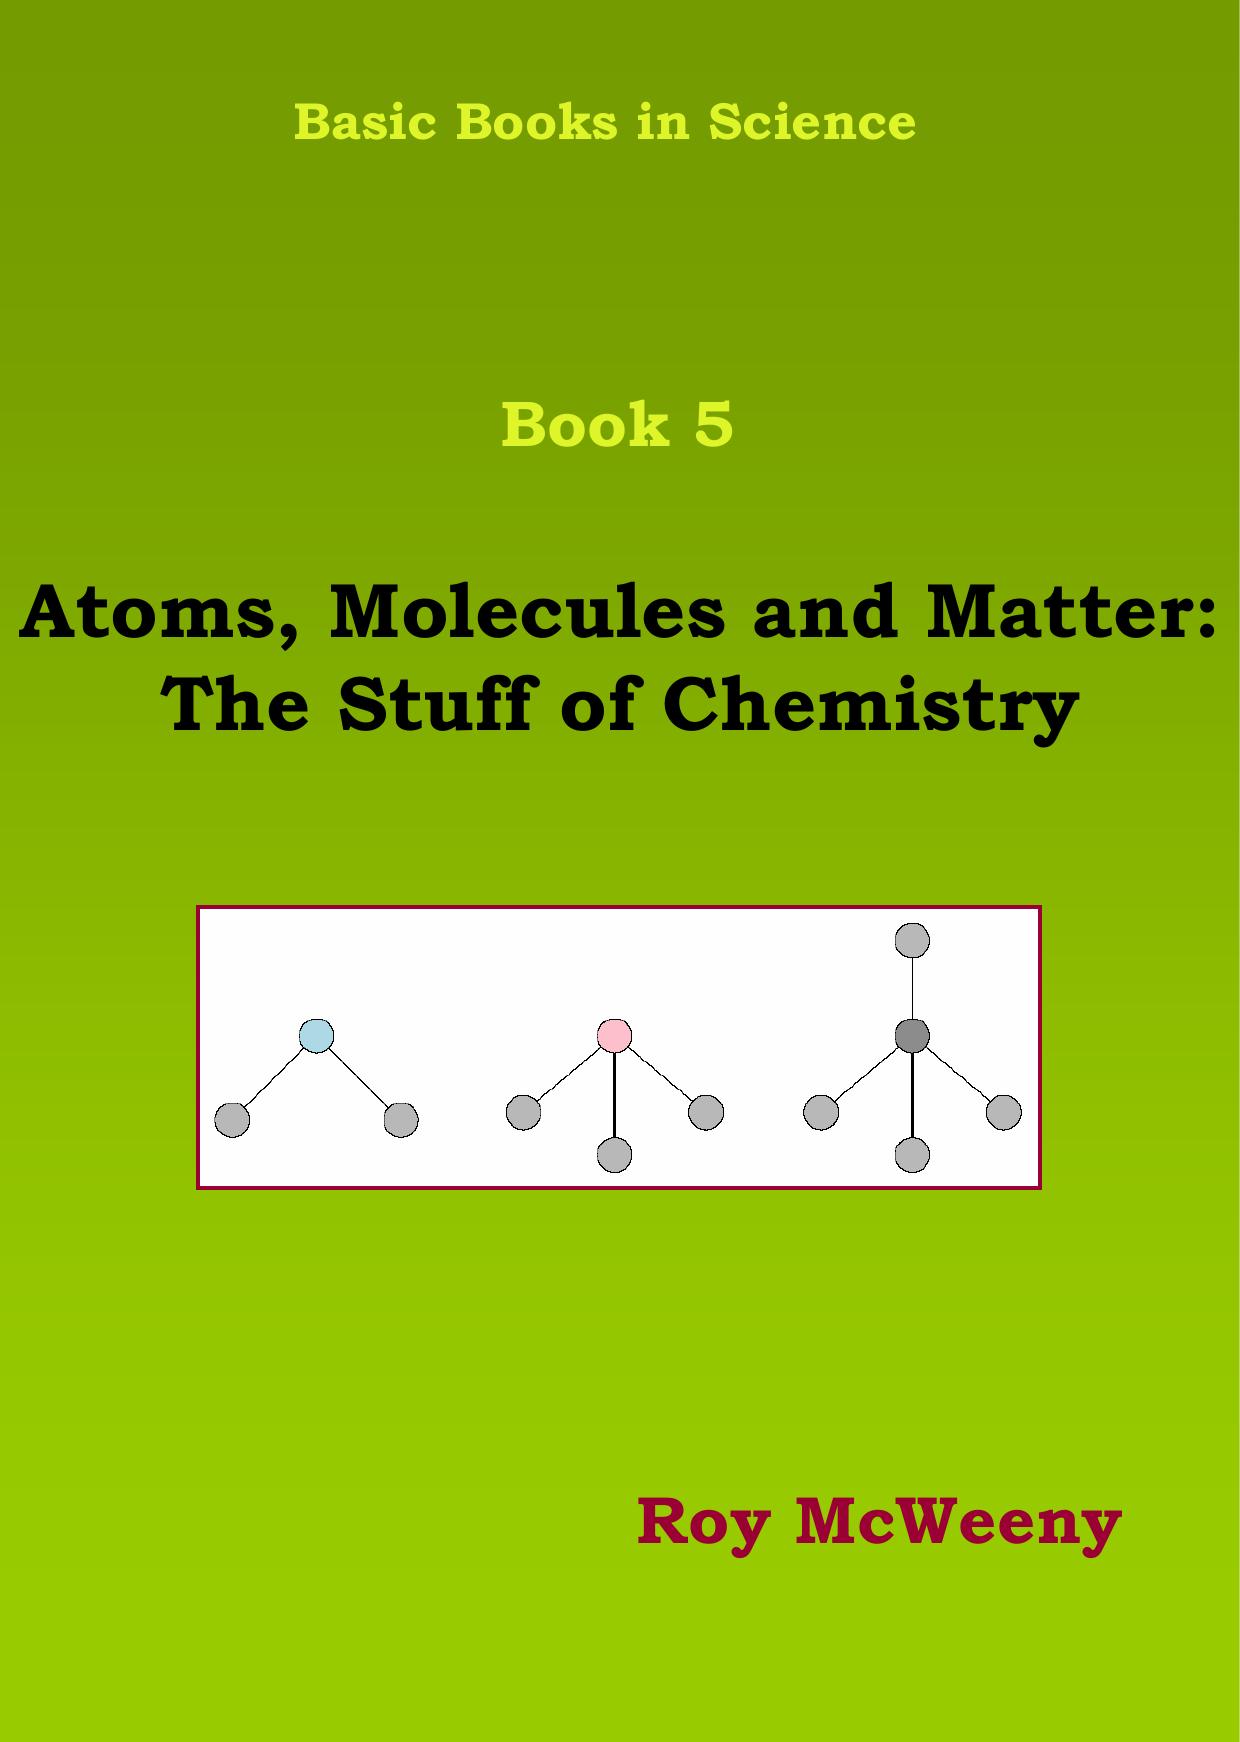 Basic Books in Science
Book 5
Atoms, Molecules and Matter:
The Stuff of Chemistry
Roy McWeeny